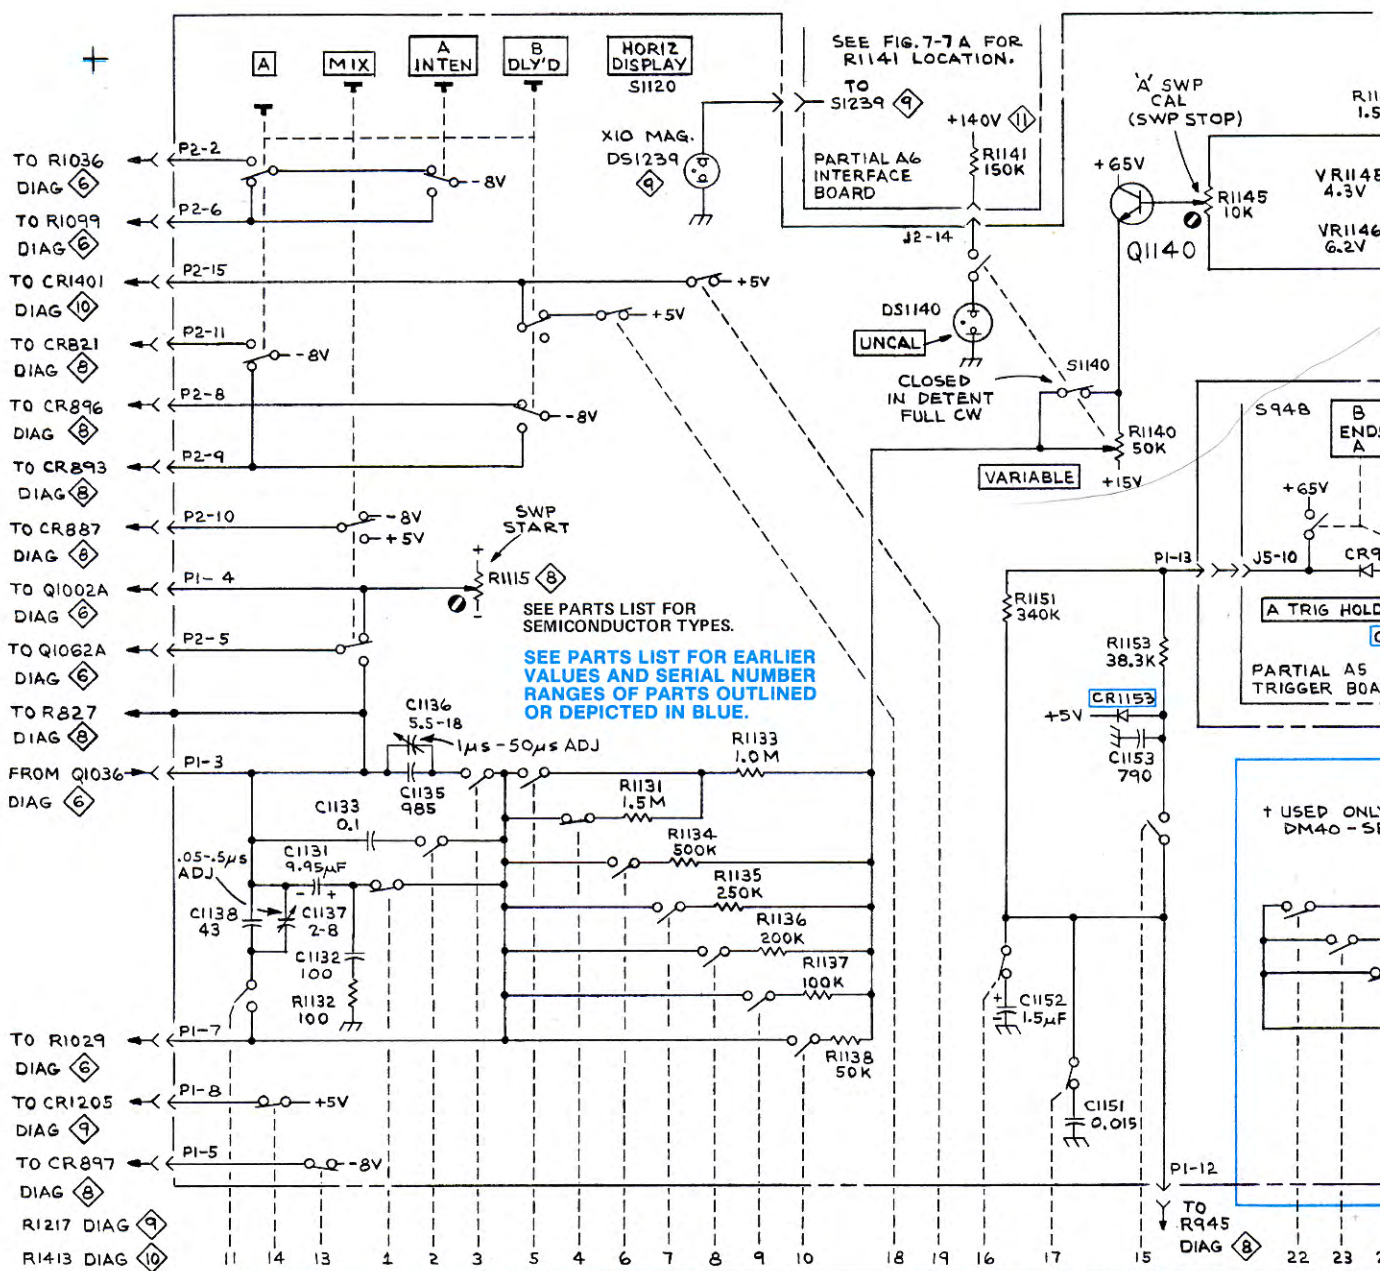 A
MIX
A
INTEN
B
DLY'D
HORIZ
DISPLAY
S1120
SEE FIG. 7-7A FOR
R1141 LOCATION.
TO
S1239 9
+140V 11
R1141
150K
PARTIAL A6
INTERFACE
BOARD
X10 MAG.
DS1239
9
'A' SWP
CAL
(SWP STOP)
+65V
R1145
10K
Q1140
VR1148
4.3V
VR1146
6.2V
J2-14
DS1140
UNCAL
S1140
CLOSED
IN DETENT
FULL CW
R1140
50K
VARIABLE
+15V
TO R1036
DIAG 6
P2-2
-8V
TO R1099
DIAG 6
P2-6
TO CR1401
DIAG 10
P2-15
+5V
+5V
TO CR821
DIAG 8
P2-11
-8V
TO CR896
DIAG 8
P2-8
-8V
TO CR893
DIAG 8
P2-9
TO CR887
DIAG 8
P2-10
-8V
+5V
SWP
START
TO Q1002A
DIAG 6
P1-4
+
R1115 8
-
TO Q1062A
DIAG 6
P2-5
TO R827
DIAG 8
FROM Q1036
DIAG 6
P1-3
SEE PARTS LIST FOR
SEMICONDUCTOR TYPES.
SEE PARTS LIST FOR EARLIER
VALUES AND SERIAL NUMBER
RANGES OF PARTS OUTLINED
OR DEPICTED IN BLUE.
C1136
5.5-18
1µs-50µs ADJ
C1135
985
C1133
0.1
.05-.5µs
ADJ
C1131
9.95µF
- +
C1138
43
C1137
2-8
C1132
100
R1132
100
R1133
1.0M
R1131
1.5M
R1134
500K
R1135
250K
R1136
200K
R1137
100K
R1138
50K
TO R1029
DIAG 6
P1-7
TO CR1205
DIAG 9
P1-8
+5V
TO CR897
DIAG 8
P1-5
-8V
R1217 DIAG 9
R1413 DIAG 10
S948
B
ENDS
A
+65V
P1-13
J5-10
A TRIG HOLD
PARTIAL A5
R1151
340K
R1153
38.3K
CR1153
+5V
C1153
790
C1152
1.5µF
+
-
C1151
0.015
P1-12
TO
R945
DIAG 8
† USED ONLY
11 14 13 1 2 3 5 4 6 7 8 9 10 18 19 16 17 15 22 23